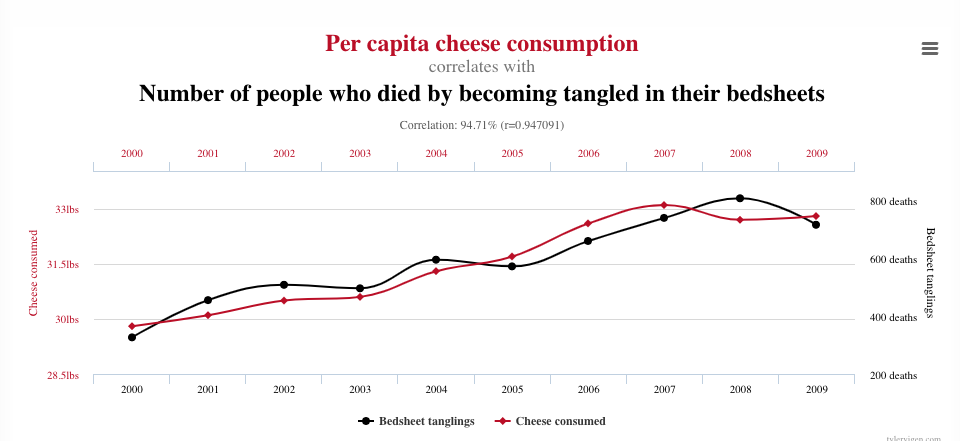 Per capita cheese consumption
correlates with
Number of people who died by becoming tangled in their bedsheets
Correlation: 94.71% (r=0.947091)
2000 2001 2002 2003 2004 2005 2006 2007 2008 2009
Cheese consumed
33lbs
31.5lbs
30lbs
28.5lbs
800 deaths
600 deaths
400 deaths
200 deaths
Bedsheet tanglings
2000 2001 2002 2003 2004 2005 2006 2007 2008 2009
Bedsheet tanglings Cheese consumed
tylervigen.com